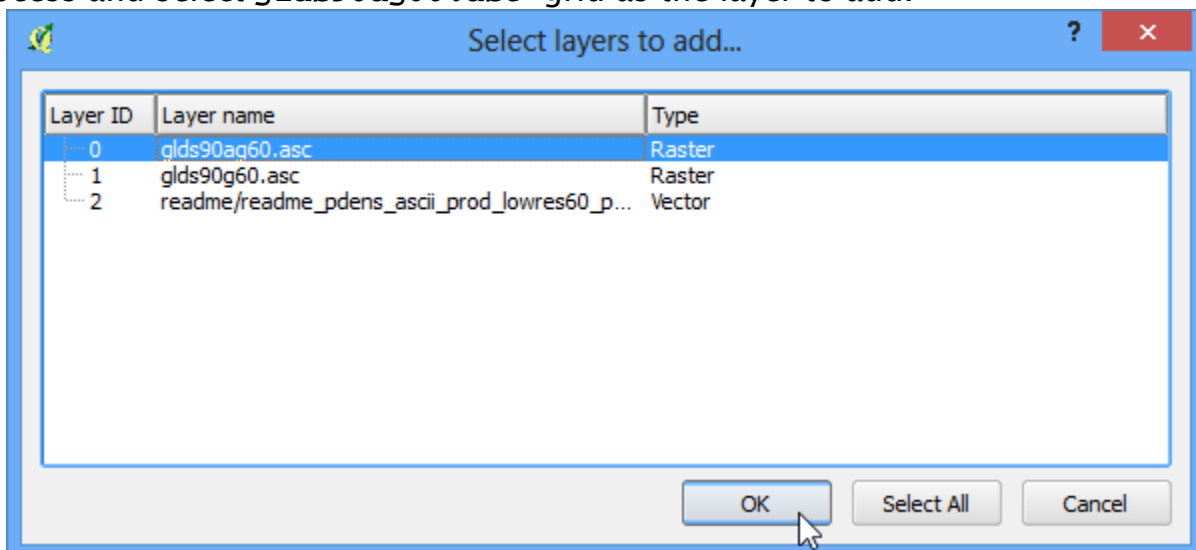 Select layers to add...
?
×
Layer ID Layer name Type
0 glds90ag60.asc Raster
1 glds90g60.asc Raster
2 readme/readme_pdens_ascii_prod_lowres60_p... Vector
OK Select All Cancel